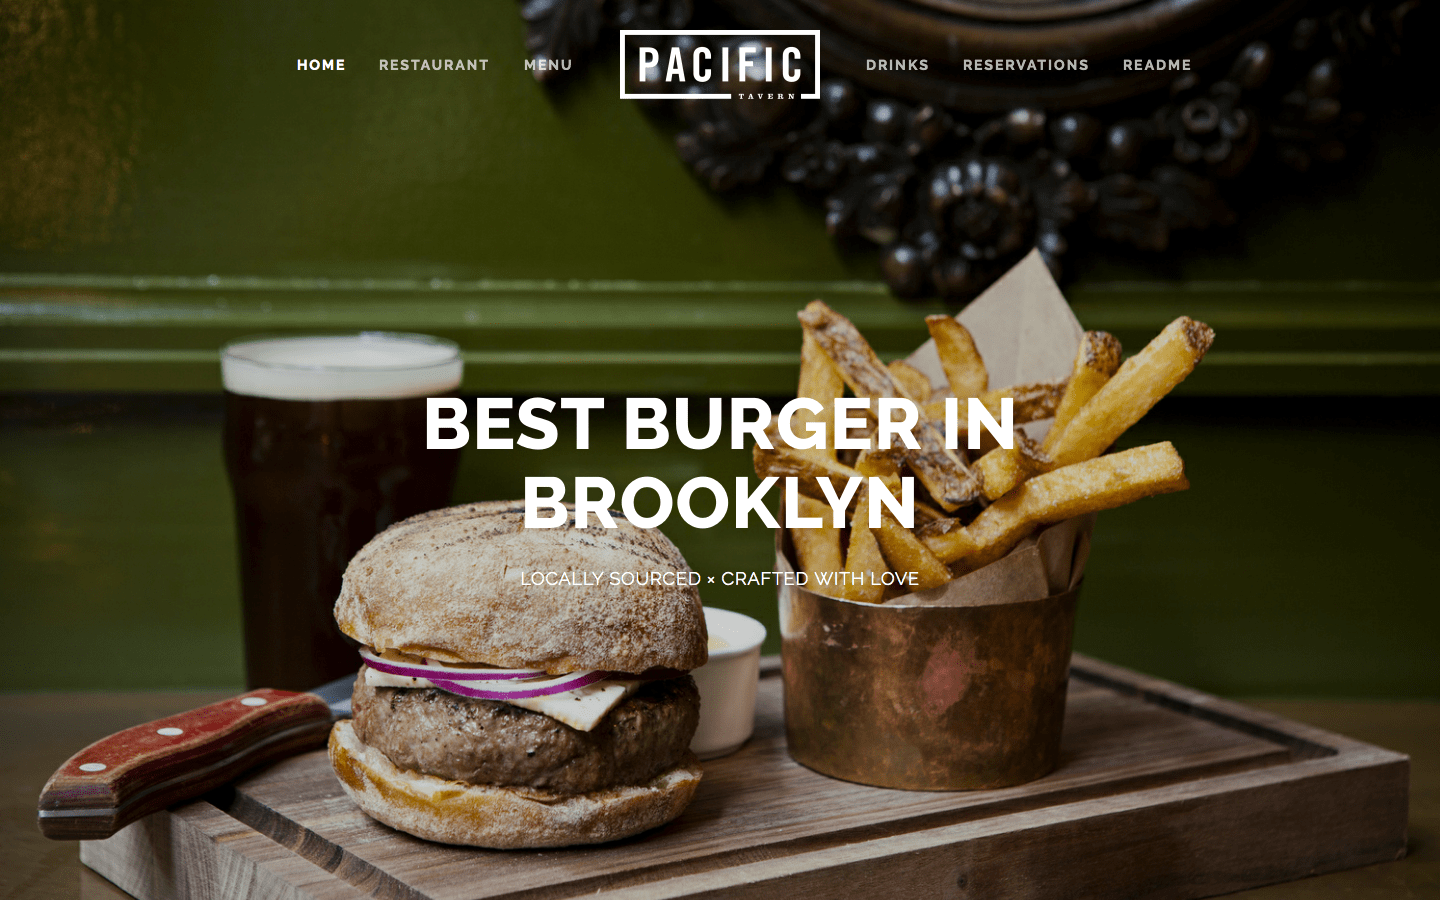 HOME RESTAURANT MENU PACIFIC TAVERN DRINKS RESERVATIONS README
BEST BURGER IN
BROOKLYN
LOCALLY SOURCED × CRAFTED WITH LOVE